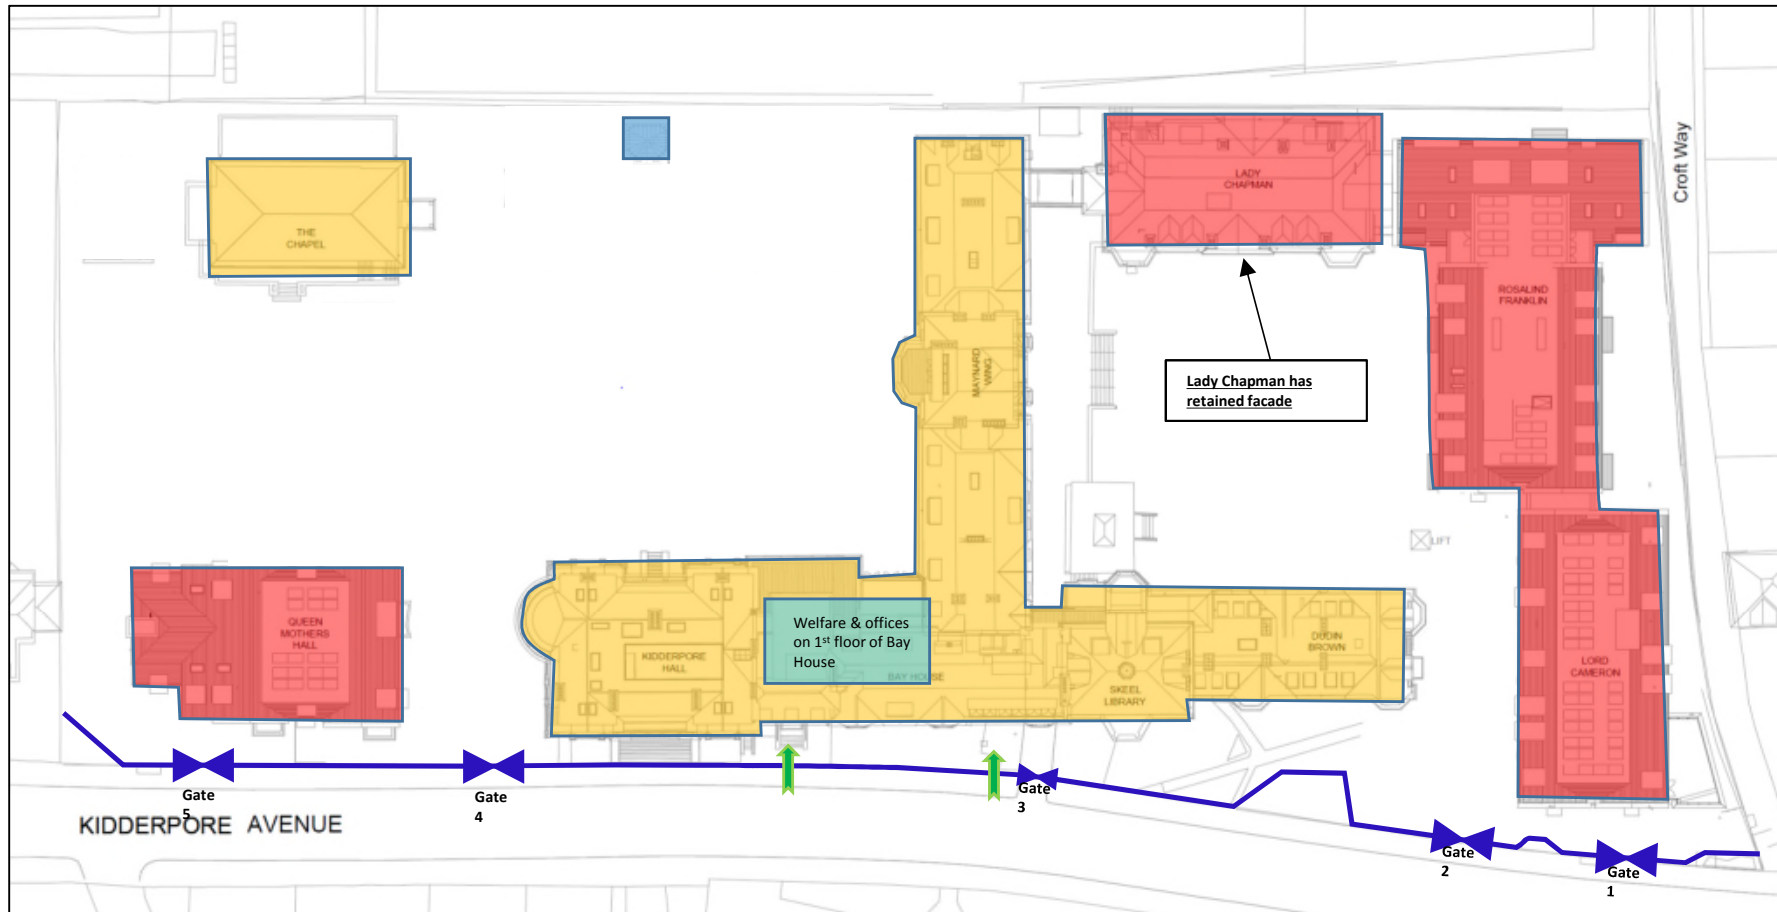 Croft Way
LADY
CHAPMAN
THE
CHAPEL
ROSALIND
FRANKLIN
MAYNARD
WING
Lady Chapman has
retained facade
LIFT
QUEEN
MOTHERS
HALL
Welfare & offices
on 1st floor of Bay
House
KIDDERPORE
HALL
BAY HOUSE
SKEEL
LIBRARY
DUDIN
BROWN
LORD
CAMERON
Gate
5
Gate
4
Gate
3
Gate
2
Gate
1
KIDDERPORE AVENUE